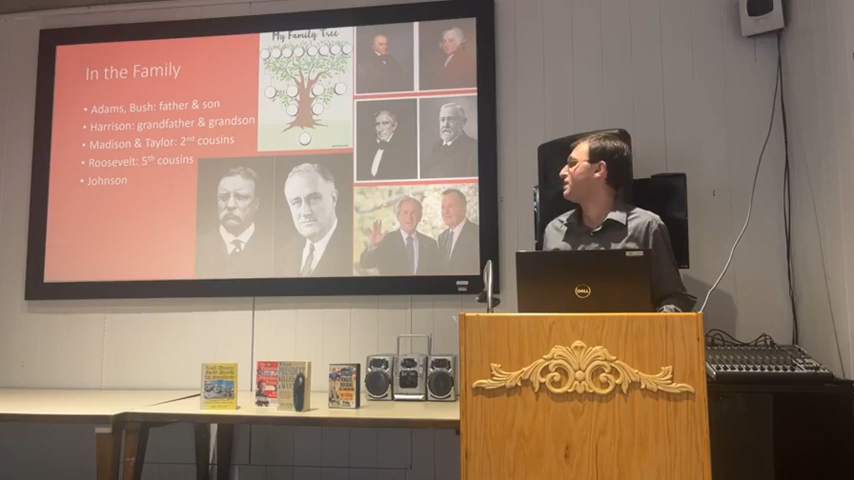 My Family Tree
In the Family
• Adams, Bush: father & son
• Harrison: grandfather & grandson
• Madison & Taylor: 2nd cousins
• Roosevelt: 5th cousins
• Johnson
DELL